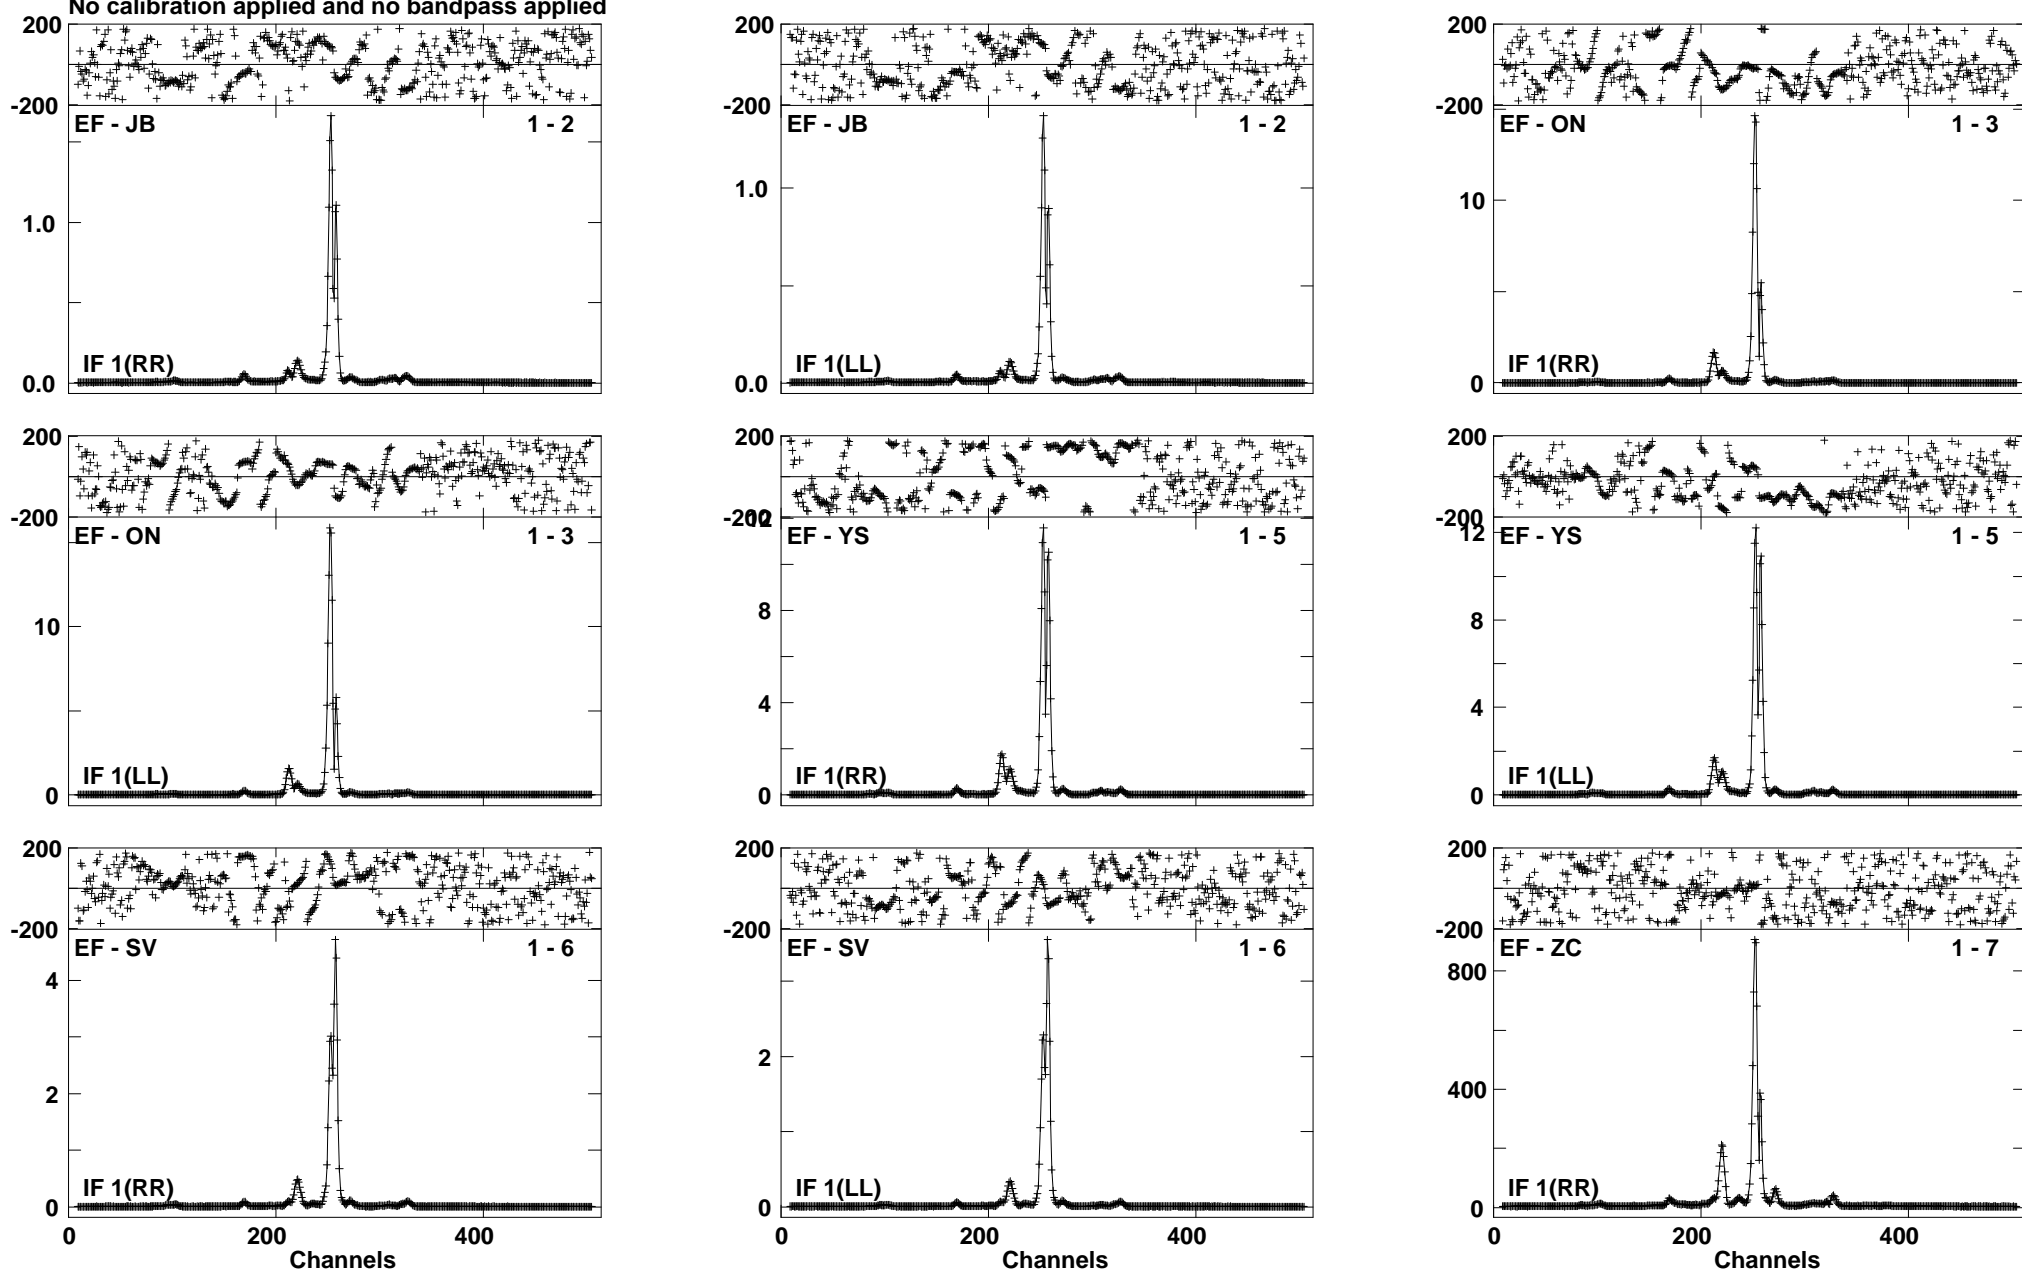 No calibration applied and no bandpass applied
200
-200
EF - JB 1 - 2
1.0
IF 1(RR)
0.0
EF - JB 1 - 2
1.0
IF 1(LL)
0.0
200
-200
EF - ON 1 - 3
10
IF 1(RR)
0
200
-200
EF - ON 1 - 3
10
IF 1(LL)
0
200
-200
12
EF - YS 1 - 5
8
4
IF 1(RR)
0
200
-200
12
EF - YS 1 - 5
8
4
IF 1(LL)
0
200
-200
EF - SV 1 - 6
4
2
IF 1(RR)
0
0 200 400
Channels
200
-200
EF - SV 1 - 6
2
IF 1(LL)
0
0 200 400
Channels
200
-200
EF - ZC 1 - 7
800
400
IF 1(RR)
0
0 200 400
Channels